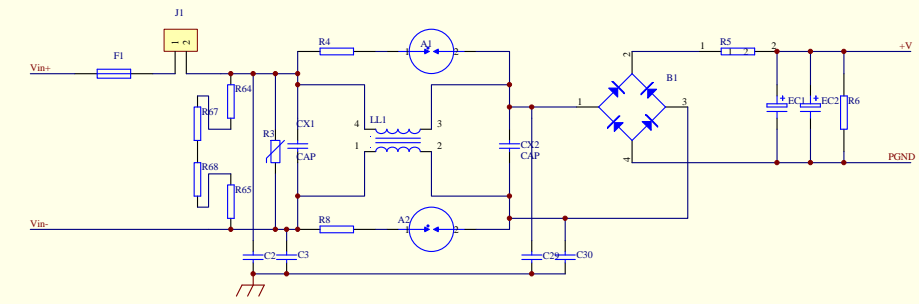 J1
1 2
F1
Vin+
R4
1 A1 2
R5
1 1 2 2
+V
2
B1
1 3
4
R64
R67
R3
CX1
CAP
LL1
4 3
1 2
CX2
CAP
EC1
EC2
R6
PGND
R68
R65
Vin-
R8
A2
1 2
C2
C3
C29
C30